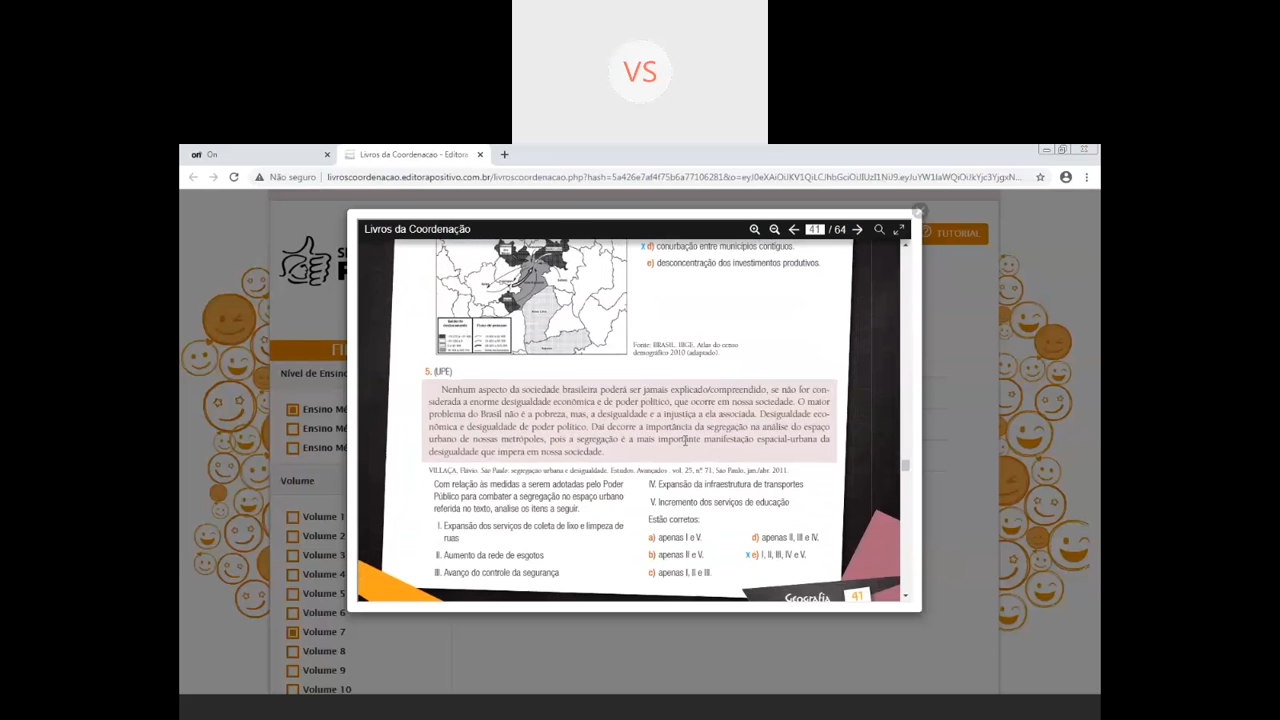 VS
On
Livros da Coordenacao - Editora
Não seguro
livroscoordenacao.editorapositivo.com.br/livroscoordenacao.php?
TUTORIAL
Livros da Coordenação
41 / 64
x d) conurbação entre municípios contíguos.
e) desconcentração dos investimentos produtivos.
Fonte: BRASIL. IBGE. Atlas do censo
demográfico 2010 (adaptado).
5. (UPE)
Nenhum aspecto da sociedade brasileira poderá ser jamais explicado/compreendido, se não for con-
siderada a enorme desigualdade econômica e de poder político, que ocorre em nossa sociedade. O maior
problema do Brasil não é a pobreza, mas, a desigualdade e a injustiça a ela associada. Desigualdade eco-
nômica e desigualdade de poder político. Daí decorre a importância da segregação na análise do espaço
urbano de nossas metrópoles, pois a segregação é a mais importante manifestação espacial-urbana da
desigualdade que impera em nossa sociedade.
VILLAÇA, Flávio. São Paulo: segregação urbana e desigualdade. Estudos. Avançados . vol. 25, n° 71, São Paulo, jan./abr. 2011.
Com relação às medidas a serem adotadas pelo Poder
Público para combater a segregação no espaço urbano
referida no texto, analise os itens a seguir.
I. Expansão dos serviços de coleta de lixo e limpeza de
ruas
II. Aumento da rede de esgotos
III. Avanço do controle da segurança
IV. Expansão da infraestrutura de transportes
V. Incremento dos serviços de educação
Estão corretos:
a) apenas I e V.
b) apenas II e V.
c) apenas I, II e III.
d) apenas II, III e IV.
x e) I, II, III, IV e V.
Geografia 41
Nível de Ensino
Ensino Mé
Ensino Mé
Ensino Mé
Volume
Volume 1
Volume 2
Volume 3
Volume 4
Volume 5
Volume 6
Volume 7
Volume 8
Volume 9
Volume 10